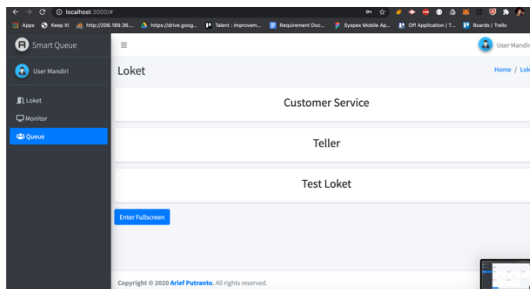 localhost:3000/#
Apps Keep It! http://206.189.36.... https://drive.goog... Talent : Improvem... Requirement Doc... Syspex Mobile Ap... Off Application | T... Boards | Trello
Smart Queue
User Mandiri
User Mandiri
Loket
Home / Lok
Loket
Monitor
Queue
Customer Service
Teller
Test Loket
Enter Fullscreen
Copyright © 2020 Arief Putranto. All rights reserved.